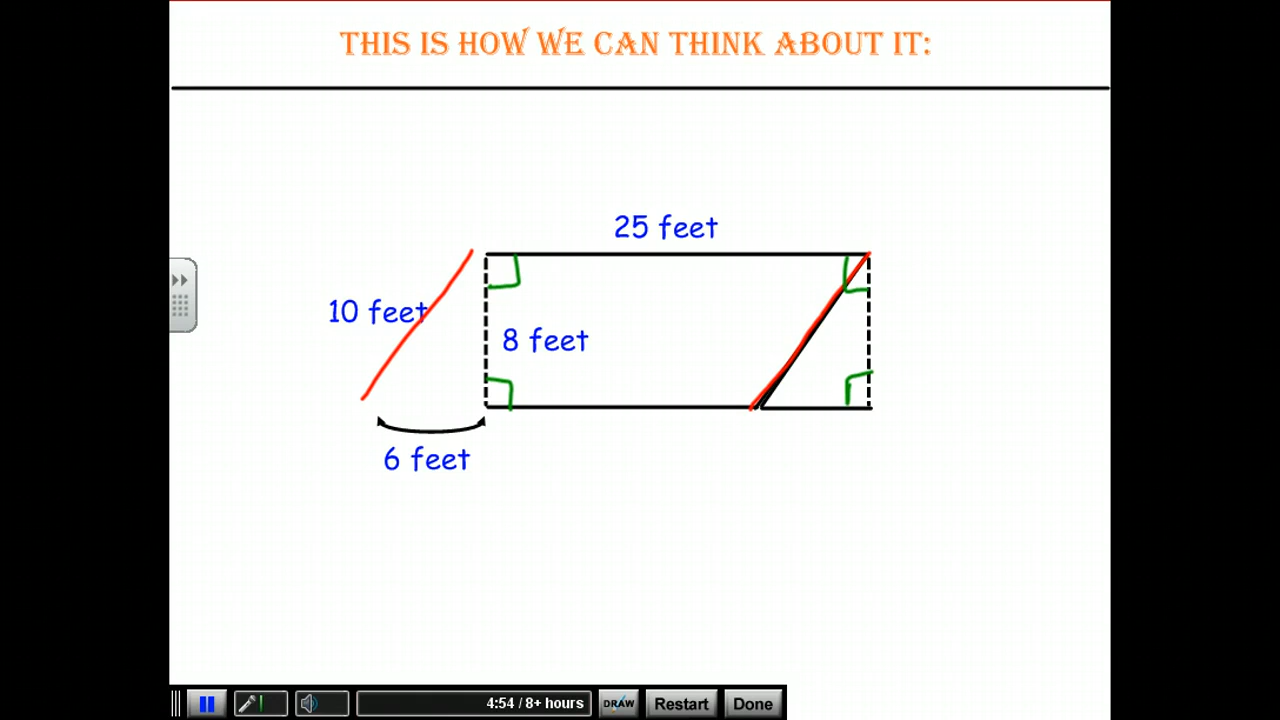 THIS IS HOW WE CAN THINK ABOUT IT:
25 feet
10 feet
8 feet
6 feet
4:54 / 8+ hours
DRAW
Restart
Done